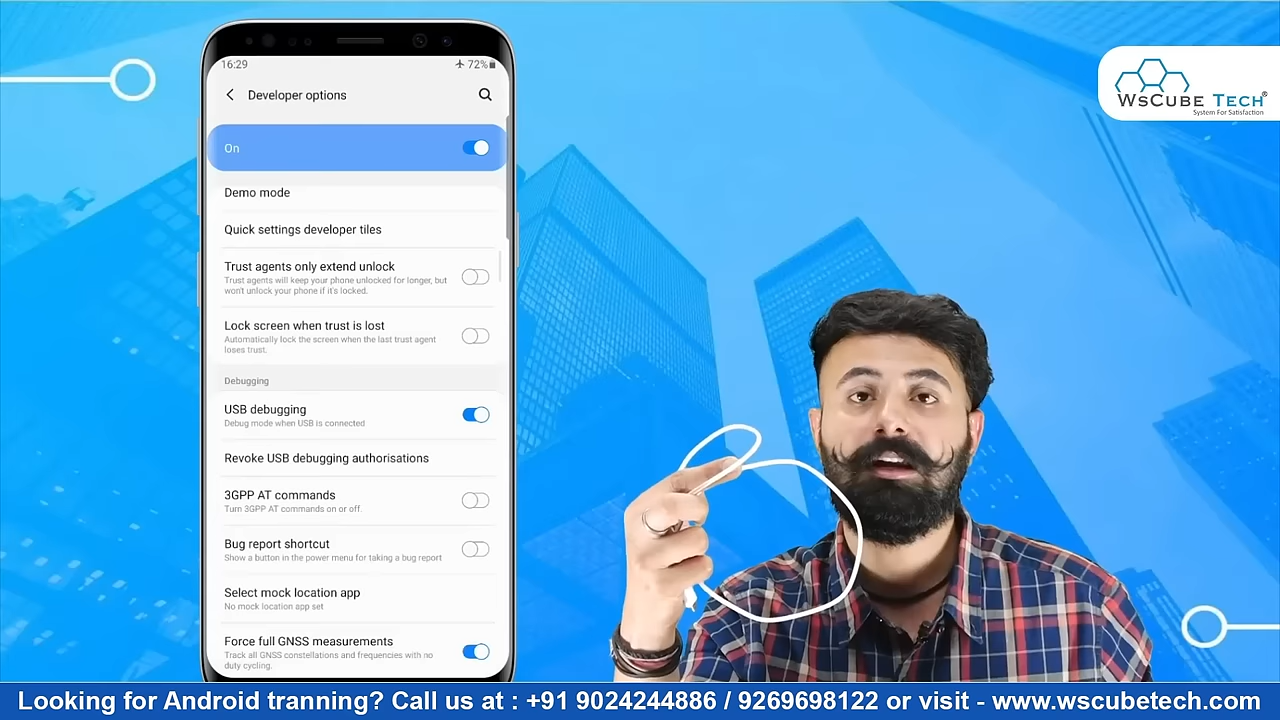 16:29
72%
Developer options
On
Demo mode
Quick settings developer tiles
Trust agents only extend unlock
Trust agents will keep your phone unlocked for longer, but
won't unlock your phone if it's locked.
Lock screen when trust is lost
Automatically lock the screen when the last trust agent
loses trust.
Debugging
USB debugging
Debug mode when USB is connected
Revoke USB debugging authorisations
3GPP AT commands
Turn 3GPP AT commands on or off.
Bug report shortcut
Show a button in the power menu for taking a bug report
Select mock location app
No mock location app set
Force full GNSS measurements
Track all GNSS constellations and frequencies with no
duty cycling.
WsCube Tech®
System For Satisfaction
Looking for Android tranning? Call us at : +91 9024244886 / 9269698122 or visit - www.wscubetech.com